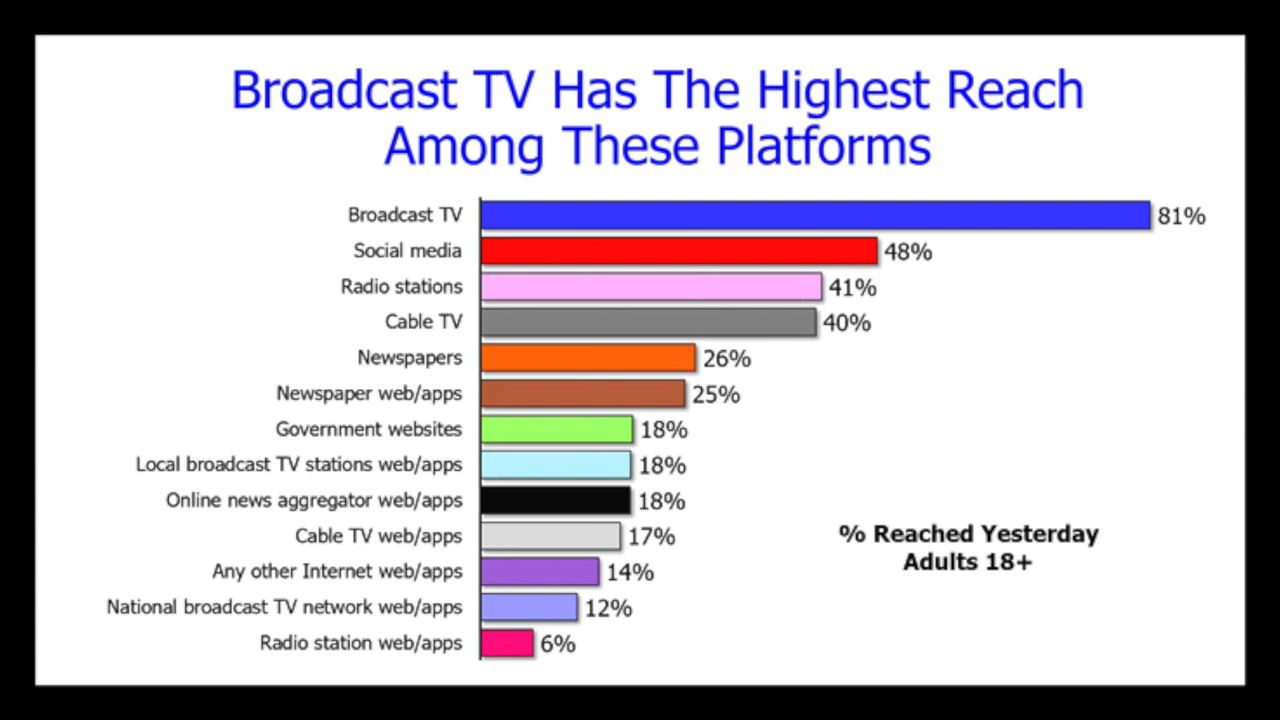 Broadcast TV Has The Highest Reach
Among These Platforms
Broadcast TV 81%
Social media 48%
Radio stations 41%
Cable TV 40%
Newspapers 26%
Newspaper web/apps 25%
Government websites 18%
Local broadcast TV stations web/apps 18%
Online news aggregator web/apps 18%
Cable TV web/apps 17%
Any other Internet web/apps 14%
National broadcast TV network web/apps 12%
Radio station web/apps 6%
% Reached Yesterday
Adults 18+